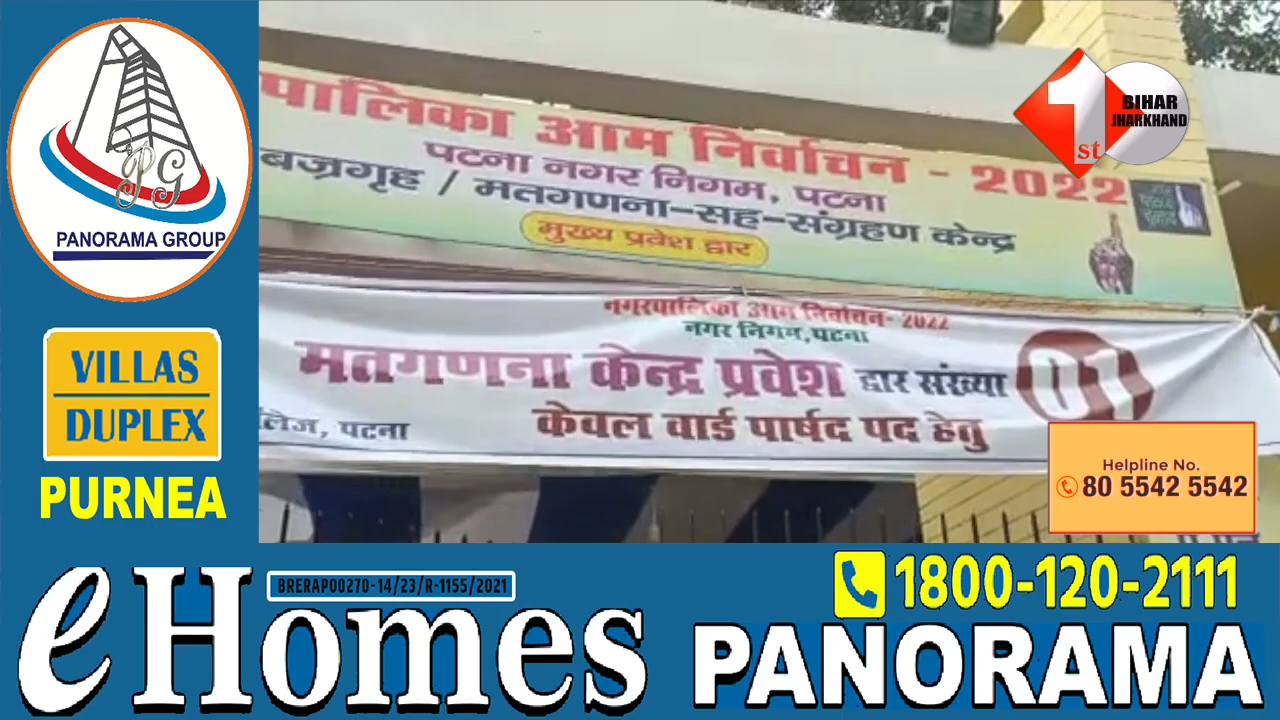 PG
PANORAMA GROUP
VILLAS
DUPLEX
PURNEA
पालिका आम निर्वाचन - 2022
पटना नगर निगम, पटना
बज्रगृह / मतगणना-सह-संग्रहण केन्द्र
मुख्य प्रवेश द्वार
नगरपालिका आम निर्वाचन- 2022
नगर निगम, पटना
मतगणना केन्द्र प्रवेश द्वार संख्या 01
लेज, पटना
केवल वार्ड पार्षद पद हेतु
1st
BIHAR
JHARKHAND
Helpline No.
80 5542 5542
eHomes
BRERAP00270-14/23/R-1155/2021
1800-120-2111
PANORAMA